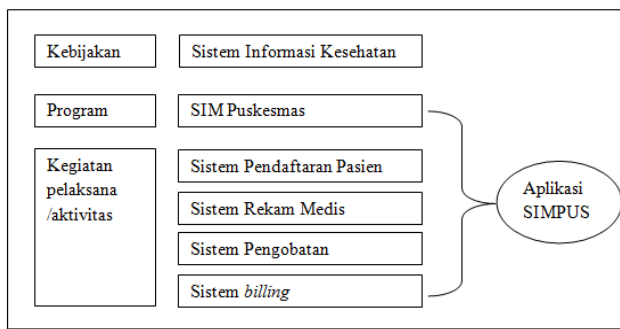 Kebijakan
Sistem Informasi Kesehatan
Program
SIM Puskesmas
Kegiatan
pelaksana
/aktivitas
Sistem Pendaftaran Pasien
Sistem Rekam Medis
Sistem Pengobatan
Sistem billing
Aplikasi
SIMPUS